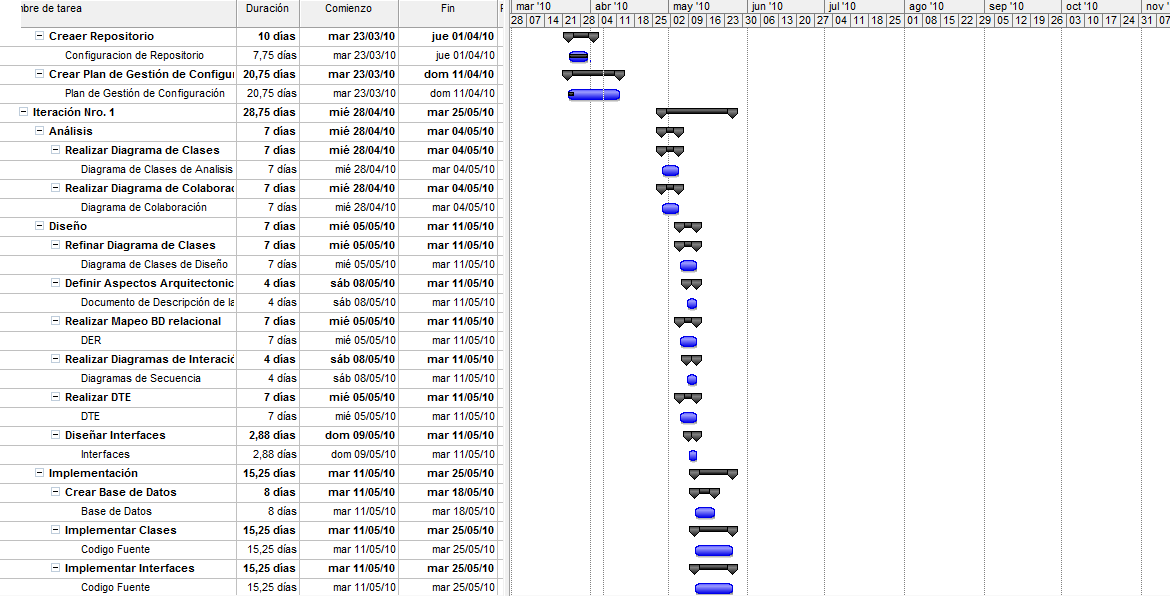 bre de tarea Duración Comienzo Fin
mar '10 abr '10 may '10 jun '10 jul '10 ago '10 sep '10 oct '10 nov '
28 07 14 21 28 04 11 18 25 02 09 16 23 30 06 13 20 27 04 11 18 25 01 08 15 22 29 05 12 19 26 03 10 17 24 31 07
Creaer Repositorio 10 días mar 23/03/10 jue 01/04/10
Configuracion de Repositorio 7,75 días mar 23/03/10 jue 01/04/10
Crear Plan de Gestión de Configu 20,75 días mar 23/03/10 dom 11/04/10
Plan de Gestión de Configuración 20,75 días mar 23/03/10 dom 11/04/10
Iteración Nro. 1 28,75 días mié 28/04/10 mar 25/05/10
Análisis 7 días mié 28/04/10 mar 04/05/10
Realizar Diagrama de Clases 7 días mié 28/04/10 mar 04/05/10
Diagrama de Clases de Analisis 7 días mié 28/04/10 mar 04/05/10
Realizar Diagrama de Colaborac 7 días mié 28/04/10 mar 04/05/10
Diagrama de Colaboración 7 días mié 28/04/10 mar 04/05/10
Diseño 7 días mié 05/05/10 mar 11/05/10
Refinar Diagrama de Clases 7 días mié 05/05/10 mar 11/05/10
Diagrama de Clases de Diseño 7 días mié 05/05/10 mar 11/05/10
Definir Aspectos Arquitectonic 4 días sáb 08/05/10 mar 11/05/10
Documento de Descripción de la 4 días sáb 08/05/10 mar 11/05/10
Realizar Mapeo BD relacional 7 días mié 05/05/10 mar 11/05/10
DER 7 días mié 05/05/10 mar 11/05/10
Realizar Diagramas de Interació 4 días sáb 08/05/10 mar 11/05/10
Diagramas de Secuencia 4 días sáb 08/05/10 mar 11/05/10
Realizar DTE 7 días mié 05/05/10 mar 11/05/10
DTE 7 días mié 05/05/10 mar 11/05/10
Diseñar Interfaces 2,88 días dom 09/05/10 mar 11/05/10
Interfaces 2,88 días dom 09/05/10 mar 11/05/10
Implementación 15,25 días mar 11/05/10 mar 25/05/10
Crear Base de Datos 8 días mar 11/05/10 mar 18/05/10
Base de Datos 8 días mar 11/05/10 mar 18/05/10
Implementar Clases 15,25 días mar 11/05/10 mar 25/05/10
Codigo Fuente 15,25 días mar 11/05/10 mar 25/05/10
Implementar Interfaces 15,25 días mar 11/05/10 mar 25/05/10
Codigo Fuente 15,25 días mar 11/05/10 mar 25/05/10